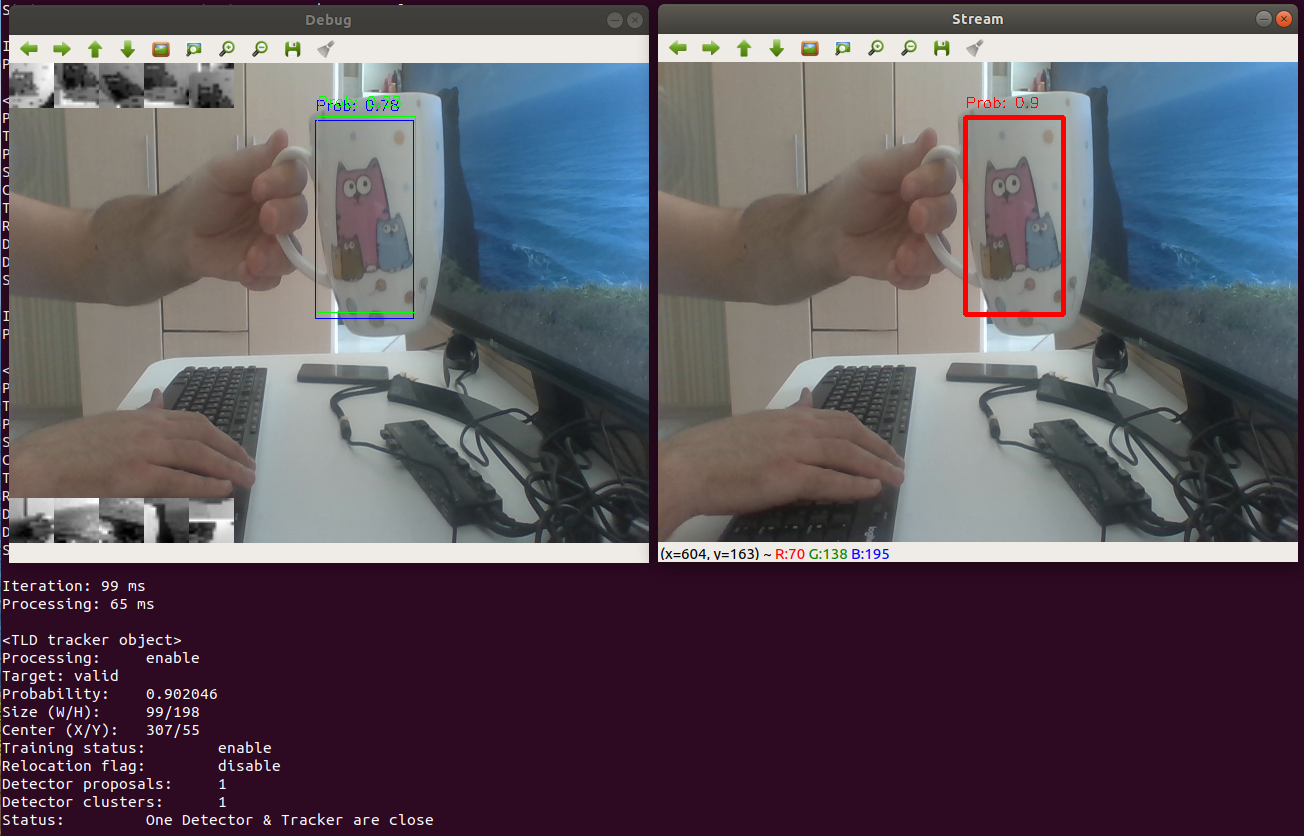 Debug
Stream
Prob: 0.78
Prob: 0.9
(x=604, y=163) ~ R:70 G:138 B:195
Iteration: 99 ms
Processing: 65 ms
<TLD tracker object>
Processing: enable
Target: valid
Probability: 0.902046
Size (W/H): 99/198
Center (X/Y): 307/55
Training status: enable
Relocation flag: disable
Detector proposals: 1
Detector clusters: 1
Status: One Detector & Tracker are close